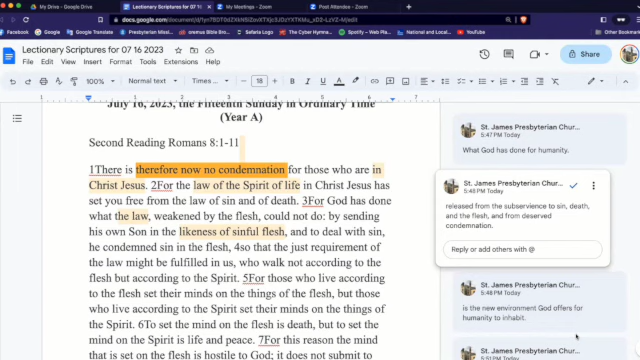 My Drive - Google Drive
Lectionary Scriptures for 07 1
My Meetings - Zoom
Post Attendee - Zoom
Gmail
YouTube
Maps
Google
Google Translate
Presbyterian Missi...
oremus Bible Brow...
Sefaria Logo
The Cyber Hymna...
Facebook
Spotify
Other Bookmarks
Lectionary Scriptures for 07 16 2023
File Edit View Insert Format Tools Extensions Help
Share
100%
Normal text
Times ...
18
July 16, 2023, the Fifteenth Sunday in Ordinary Time
(Year A)
Second Reading Romans 8:1-11
1There is therefore now no condemnation for those who are in
Christ Jesus. 2For the law of the Spirit of life in Christ Jesus has
set you free from the law of sin and of death. 3For God has done
what the law, weakened by the flesh, could not do: by sending
his own Son in the likeness of sinful flesh, and to deal with sin,
he condemned sin in the flesh, 4so that the just requirement of
the law might be fulfilled in us, who walk not according to the
flesh but according to the Spirit. 5For those who live according
to the flesh set their minds on the things of the flesh, but those
who live according to the Spirit set their minds on the things of
the Spirit. 6To set the mind on the flesh is death, but to set the
mind on the Spirit is life and peace. 7For this reason the mind
that is set on the flesh is hostile to God; it does not submit to
St. James Presbyterian Chur...
5:47 PM Today
What God has done for humanity.
St. James Presbyterian Chur...
5:48 PM Today
released from the subservience to sin, death,
and the flesh, and from deserved
condemnation.
Reply or add others with @
St. James Presbyterian Chur...
5:48 PM Today
is the new environment God offers for
humanity to inhabit.
St. James Presbyterian Chur...
5:51 PM Today